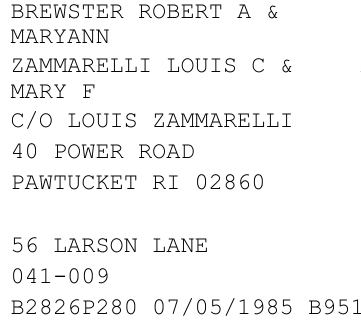 BREWSTER ROBERT A &
MARYANN
ZAMMARELLI LOUIS C &
MARY F
C/O LOUIS ZAMMARELLI
40 POWER ROAD
PAWTUCKET RI 02860
56 LARSON LANE
041-009
B2826P280 07/05/1985 B951